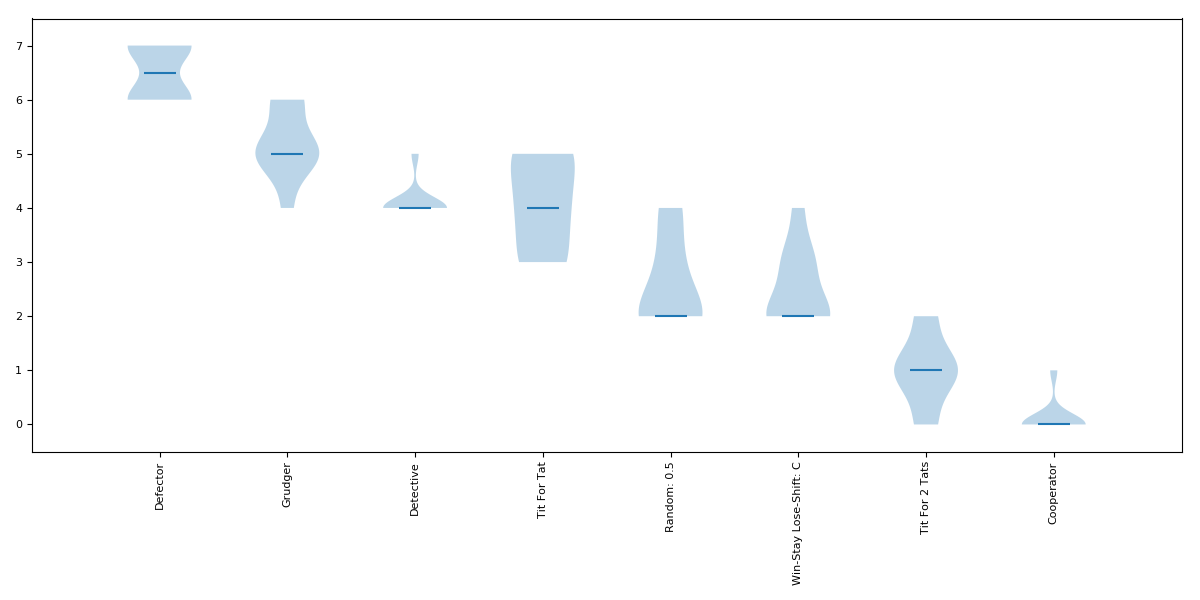 7
6
5
4
3
2
1
0
Defector
Grudger
Detective
Tit For Tat
Random: 0.5
Win-Stay Lose-Shift: C
Tit For 2 Tats
Cooperator